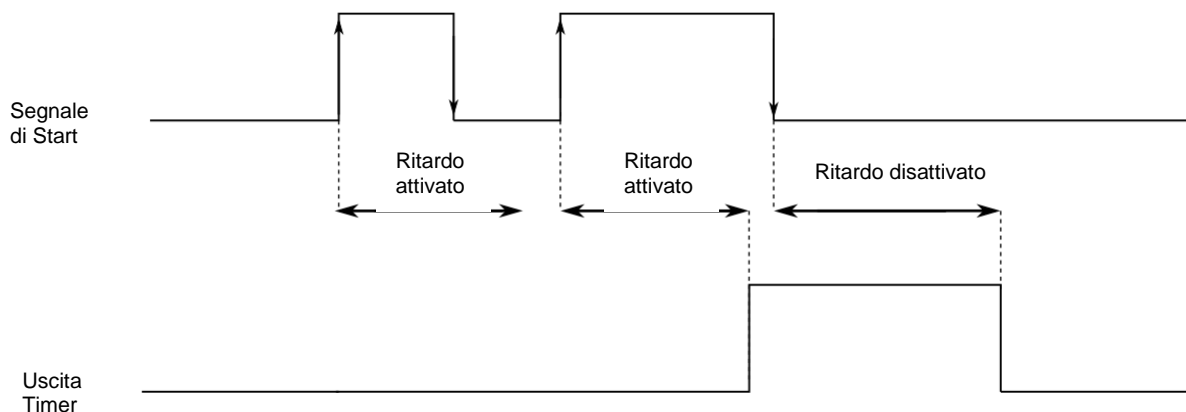 Segnale
di Start
Ritardo
attivato
Ritardo
attivato
Ritardo disattivato
Uscita
Timer